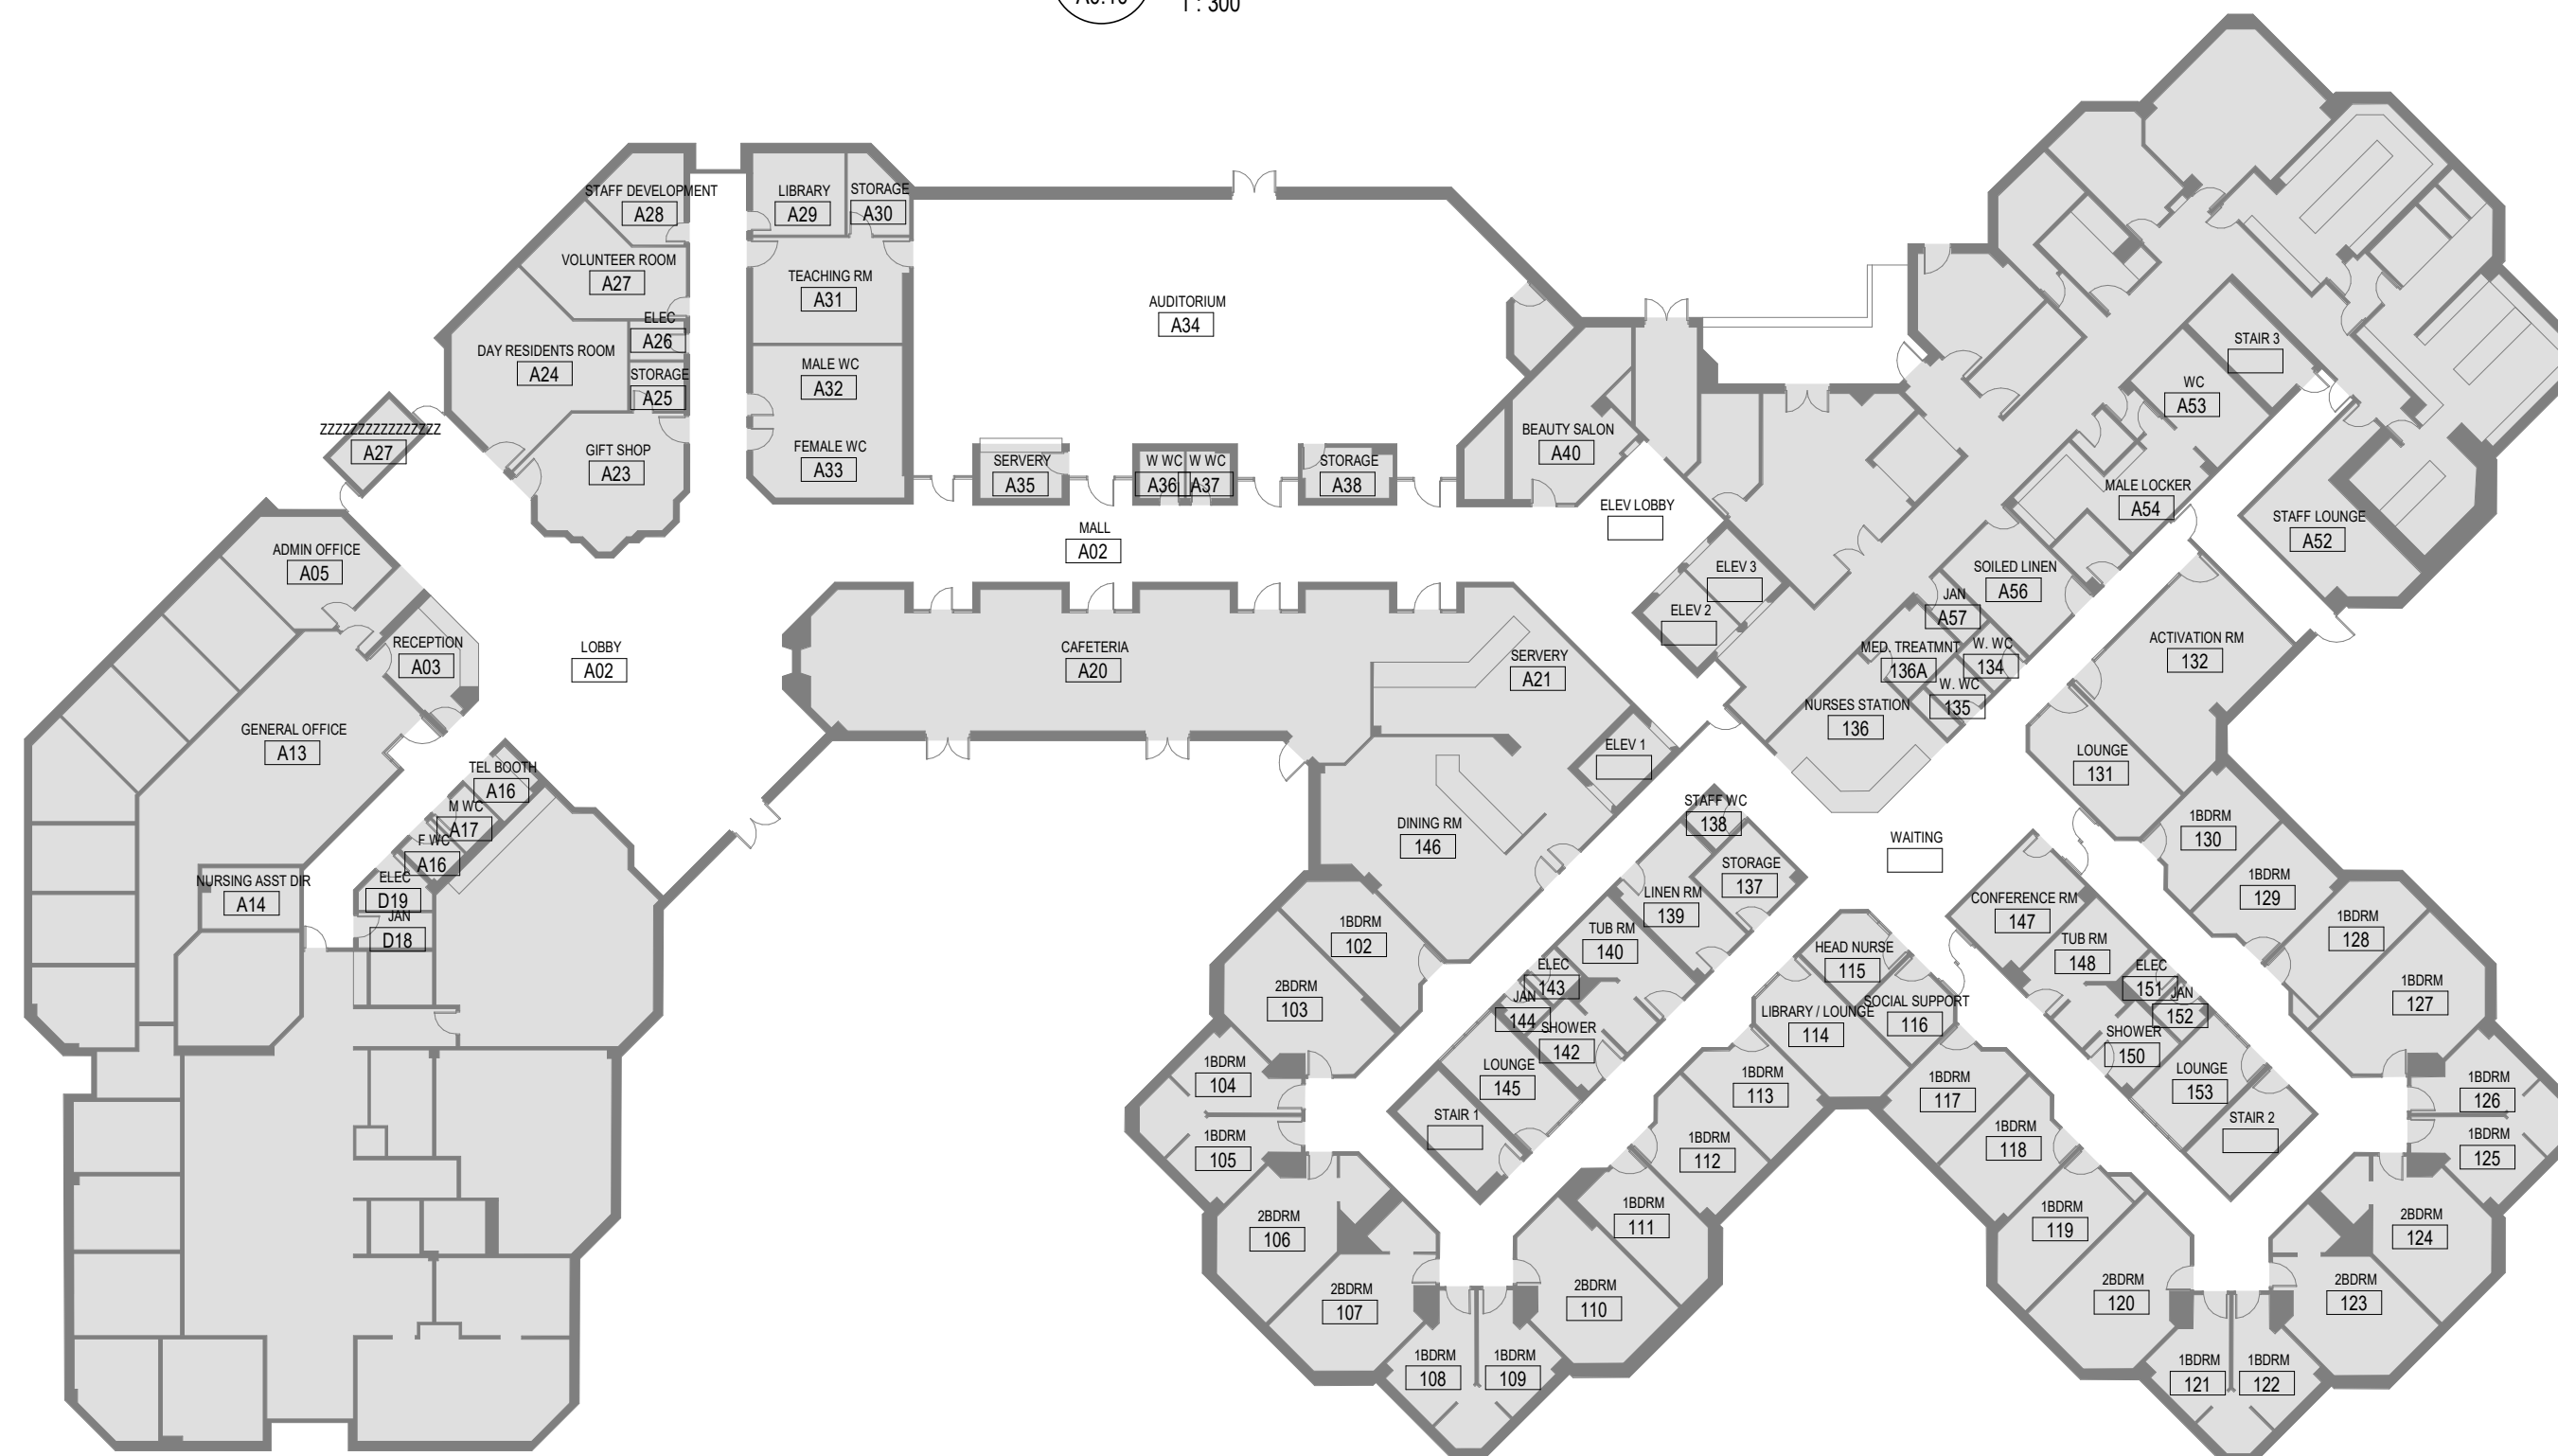 1 : 300
STAFF DEVELOPMENT
A28
LIBRARY
A29
STORAGE
A30
VOLUNTEER ROOM
A27
TEACHING RM
A31
AUDITORIUM
A34
ELEC
A26
DAY RESIDENTS ROOM
A24
STORAGE
A25
MALE WC
A32
STAIR 3
WC
A53
ZZZZZZZZZZZZZZZZ
A27
GIFT SHOP
A23
FEMALE WC
A33
SERVERY
A35
W WC
A36
W WC
A37
STORAGE
A38
BEAUTY SALON
A40
MALE LOCKER
A54
ELEV LOBBY
STAFF LOUNGE
A52
MALL
A02
ADMIN OFFICE
A05
ELEV 3
SOILED LINEN
A56
JAN
A57
ELEV 2
RECEPTION
A03
LOBBY
A02
CAFETERIA
A20
SERVERY
A21
MED. TREATMNT
136A
W. WC
134
ACTIVATION RM
132
W. WC
135
NURSES STATION
136
GENERAL OFFICE
A13
ELEV 1
LOUNGE
131
TEL BOOTH
A16
M WC
A17
F WC
A16
STAFF WC
138
DINING RM
146
WAITING
1BDRM
130
NURSING ASST DIR
A14
ELEC
D19
JAN
D18
STORAGE
137
LINEN RM
139
1BDRM
129
CONFERENCE RM
147
1BDRM
102
TUB RM
140
HEAD NURSE
115
TUB RM
148
1BDRM
128
ELEC
143
ELEC
151
2BDRM
103
JAN
144
SOCIAL SUPPORT
116
JAN
152
1BDRM
127
LIBRARY / LOUNGE
114
SHOWER
142
SHOWER
150
1BDRM
104
LOUNGE
145
1BDRM
113
1BDRM
117
LOUNGE
153
1BDRM
126
STAIR 1
STAIR 2
1BDRM
105
1BDRM
112
1BDRM
118
1BDRM
125
2BDRM
106
1BDRM
111
1BDRM
119
2BDRM
124
2BDRM
107
2BDRM
110
2BDRM
120
2BDRM
123
1BDRM
108
1BDRM
109
1BDRM
121
1BDRM
122